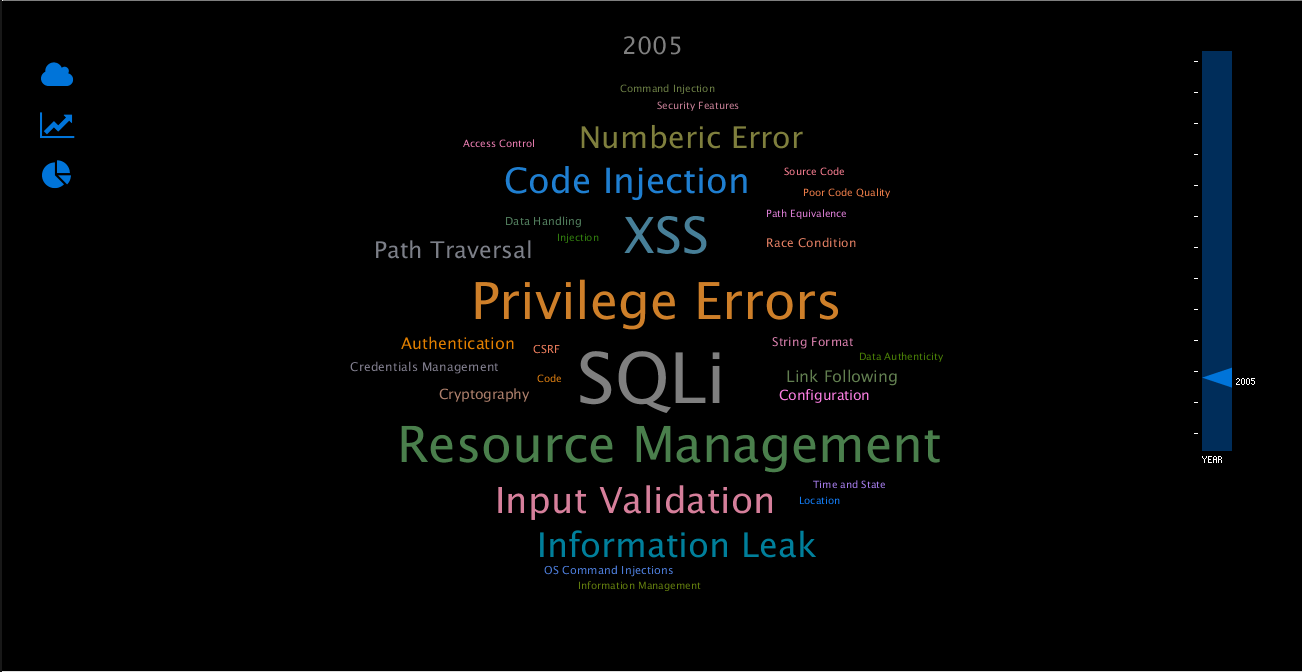 2005
Command Injection
Security Features
Numberic Error
Access Control
Code Injection
Source Code
Poor Code Quality
Path Equivalence
Data Handling
XSS
Injection
Race Condition
Path Traversal
Privilege Errors
Authentication
CSRF
String Format
Data Authenticity
Credentials Management
Code
SQLi
Link Following
Cryptography
Configuration
2005
Resource Management
YEAR
Time and State
Input Validation
Location
Information Leak
OS Command Injections
Information Management